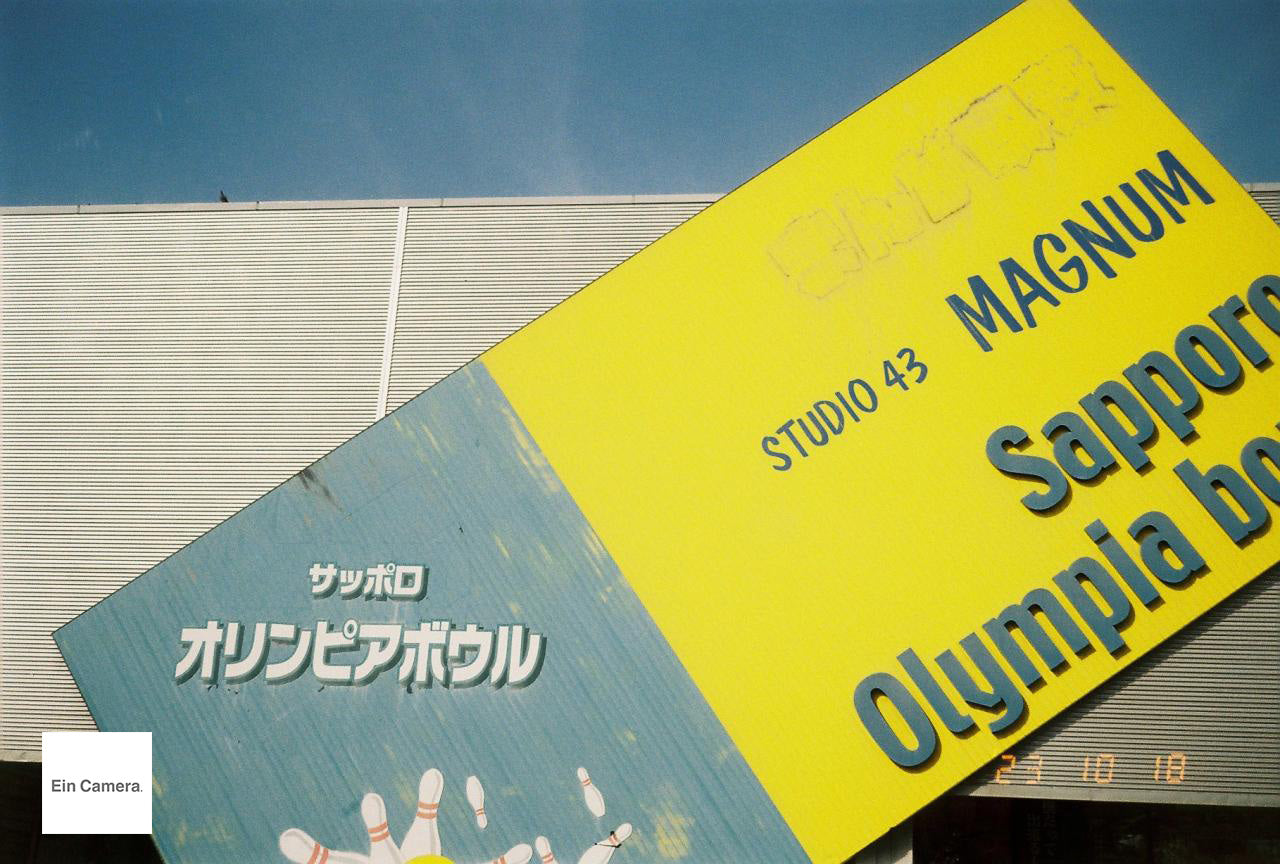 STUDIO 43 MAGNUM
Sapporo
Olympia bo
サッポロ
オリンピアボウル
Ein Camera.
23 10 18